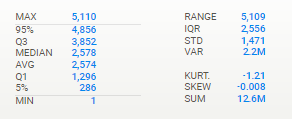 MAX 5,110
95% 4,856
Q3 3,852
MEDIAN 2,578
AVG 2,574
Q1 1,296
5% 286
MIN 1
RANGE 5,109
IQR 2,556
STD 1,471
VAR 2.2M
KURT. -1.21
SKEW -0.008
SUM 12.6M